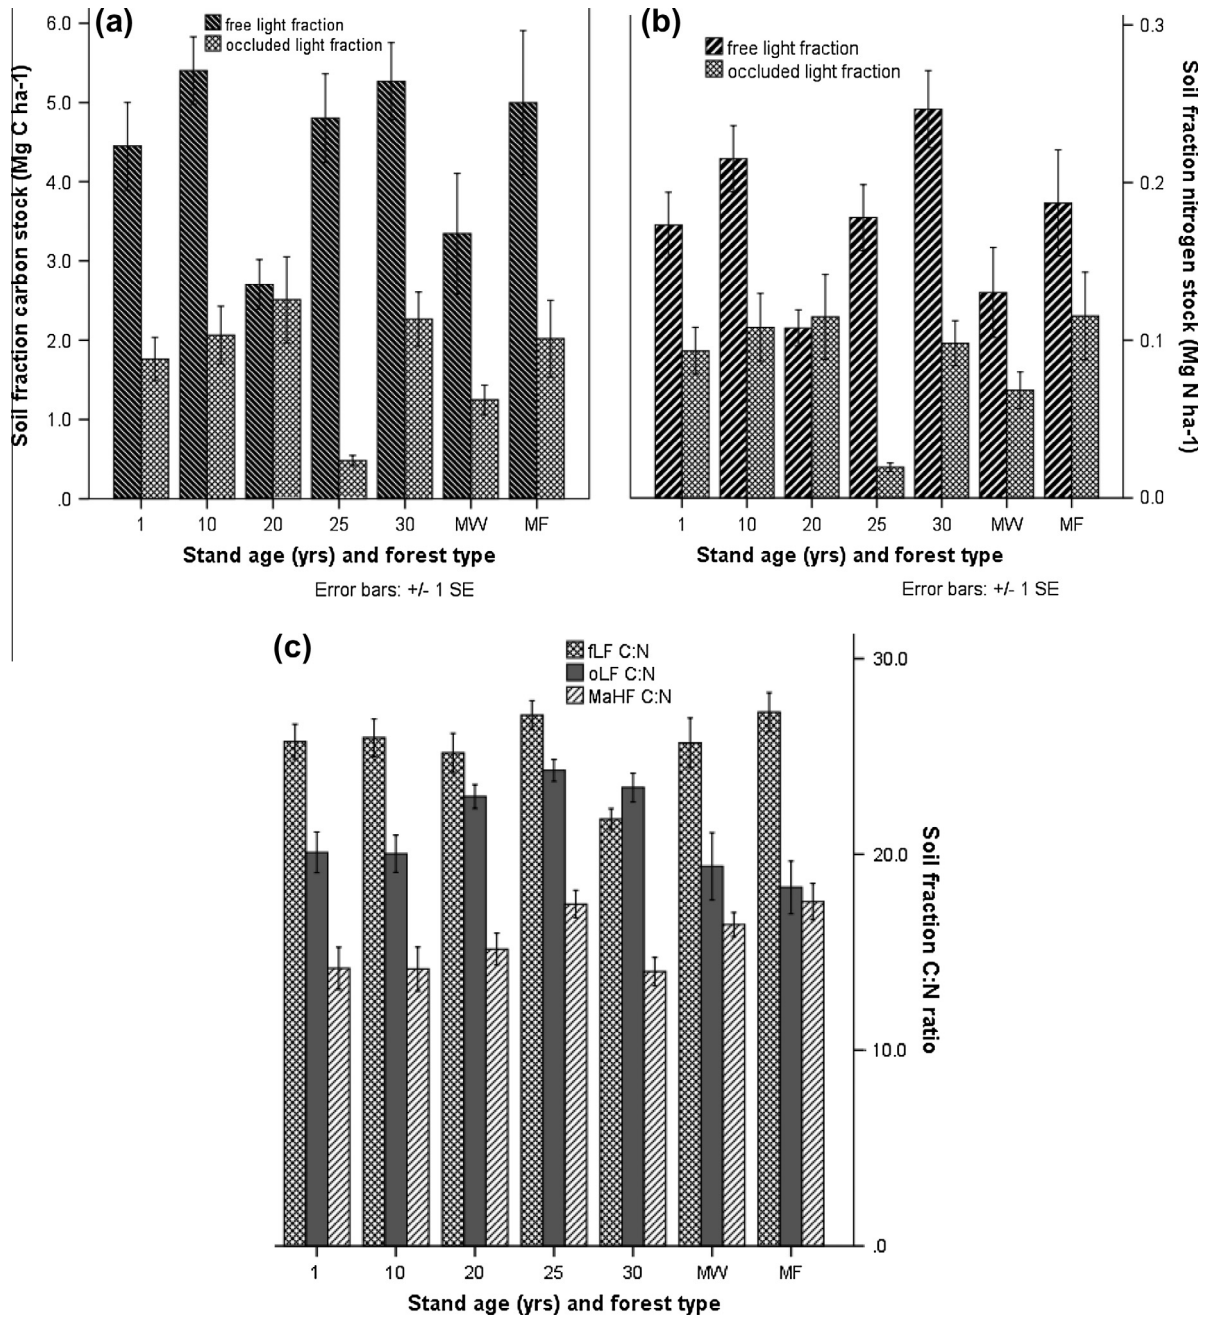 (a)
free light fraction
occluded light fraction
6.0
5.0
4.0
3.0
2.0
1.0
.0
Soil fraction carbon stock (Mg C ha-1)
1 10 20 25 30 MW MF
Stand age (yrs) and forest type
Error bars: +/- 1 SE
(b)
free light fraction
occluded light fraction
0.3
0.2
0.1
0.0
Soil fraction nitrogen stock (Mg N ha-1)
1 10 20 25 30 MW MF
Stand age (yrs) and forest type
Error bars: +/- 1 SE
(c)
fLF C:N
oLF C:N
MaHF C:N
30.0
20.0
10.0
.0
Soil fraction C:N ratio
1 10 20 25 30 MW MF
Stand age (yrs) and forest type